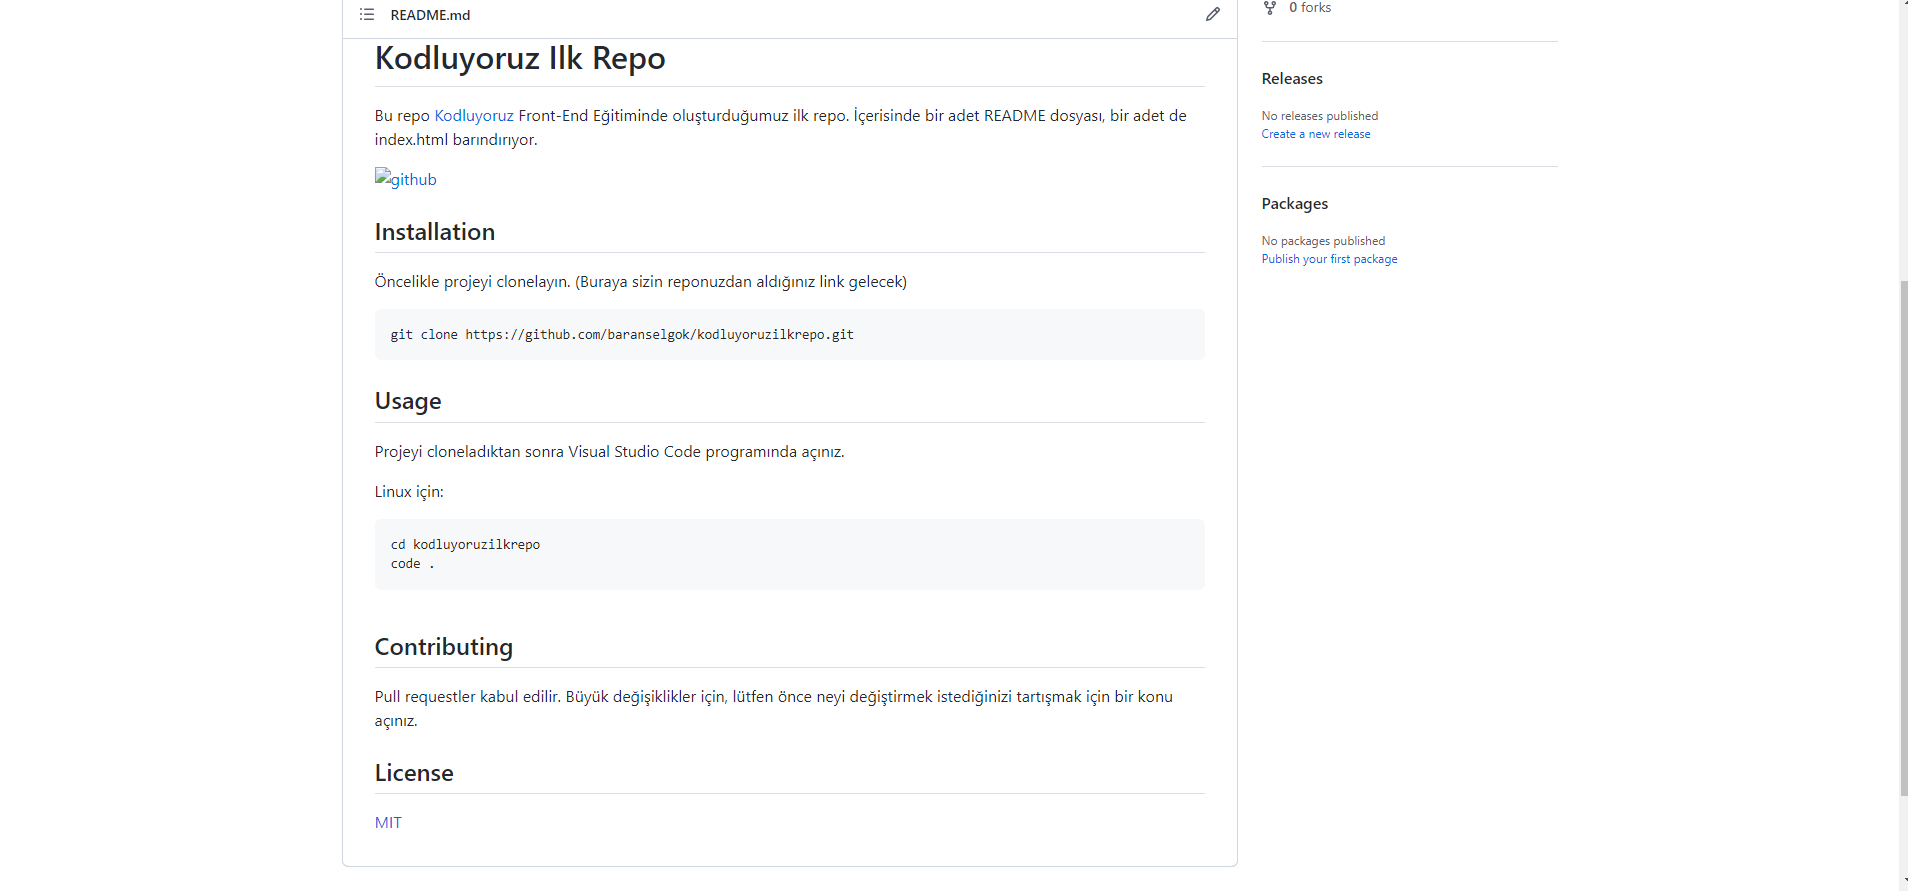 README.md
Kodluyoruz Ilk Repo
Bu repo Kodluyoruz Front-End Eğitiminde oluşturduğumuz ilk repo. İçerisinde bir adet README dosyası, bir adet de
index.html barındırıyor.
github
Installation
Öncelikle projeyi clonelayın. (Buraya sizin reponuzdan aldığınız link gelecek)
git clone https://github.com/baranselgok/kodluyoruzilkrepo.git
Usage
Projeyi cloneladıktan sonra Visual Studio Code programında açınız.
Linux için:
cd kodluyoruzilkrepo
code .
Contributing
Pull requestler kabul edilir. Büyük değişiklikler için, lütfen önce neyi değiştirmek istediğinizi tartışmak için bir konu
açınız.
License
MIT
0 forks
Releases
No releases published
Create a new release
Packages
No packages published
Publish your first package